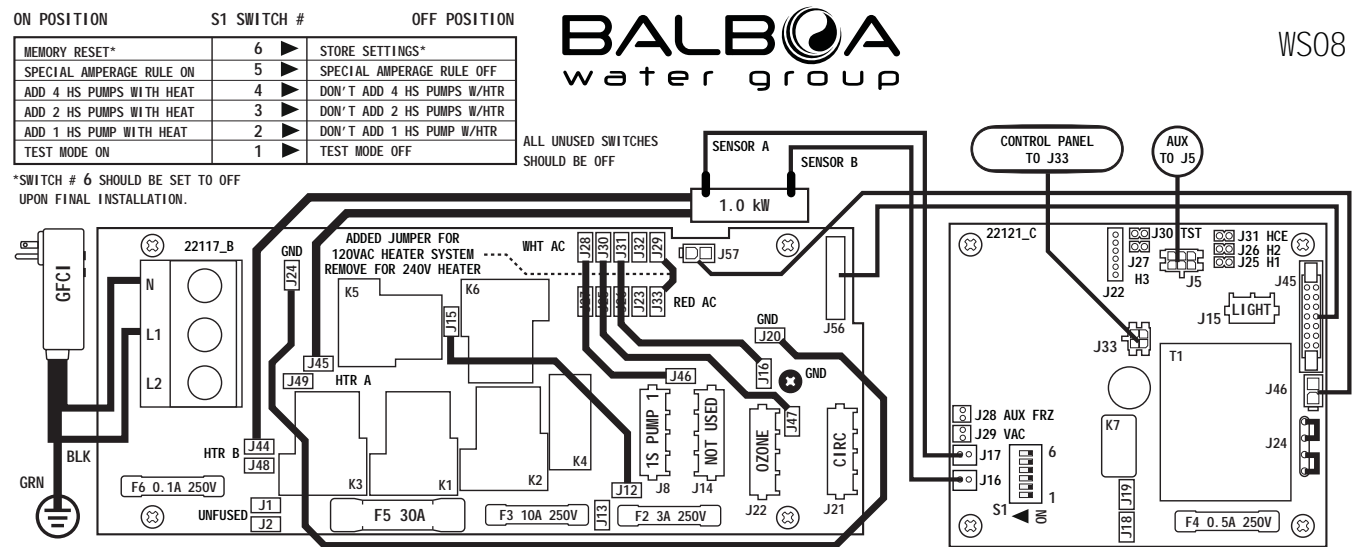 ON POSITION S1 SWITCH # OFF POSITION
MEMORY RESET* 6 ► STORE SETTINGS*
SPECIAL AMPERAGE RULE ON 5 ► SPECIAL AMPERAGE RULE OFF
ADD 4 HS PUMPS WITH HEAT 4 ► DON'T ADD 4 HS PUMPS W/HTR
ADD 2 HS PUMPS WITH HEAT 3 ► DON'T ADD 2 HS PUMPS W/HTR
ADD 1 HS PUMP WITH HEAT 2 ► DON'T ADD 1 HS PUMP W/HTR
TEST MODE ON 1 ► TEST MODE OFF
*SWITCH # 6 SHOULD BE SET TO OFF
UPON FINAL INSTALLATION.
ALL UNUSED SWITCHES
SHOULD BE OFF
BALBOA
water group
WS08
SENSOR A
SENSOR B
1.0 kW
CONTROL PANEL
TO J33
AUX
TO J5
GFCI
GRN
BLK
22117_B
N
L1
L2
GND
J24
ADDED JUMPER FOR
120VAC HEATER SYSTEM
REMOVE FOR 240V HEATER
WHT AC
J28
J30
J31
J32
J29
J57
J23
J33
RED AC
J56
K5
K6
J15
GND
J20
J45
J49
HTR A
J46
J16
GND
J47
HTR B
J44
J48
K3
K1
K2
K4
1S PUMP 1
J8
NOT USED
J14
OZONE
J22
CIRC
J21
J12
J13
F6 0.1A 250V
UNFUSED
J1
J2
F5 30A
F3 10A 250V
F2 3A 250V
22121_C
J22
J30 TST
J27
H3
J5
J31 HCE
J26 H2
J25 H1
J45
J15
LIGHT
J33
T1
J46
J28 AUX FRZ
J29 VAC
J17
J16
K7
J24
6
1
S1
ON
J19
J18
F4 0.5A 250V